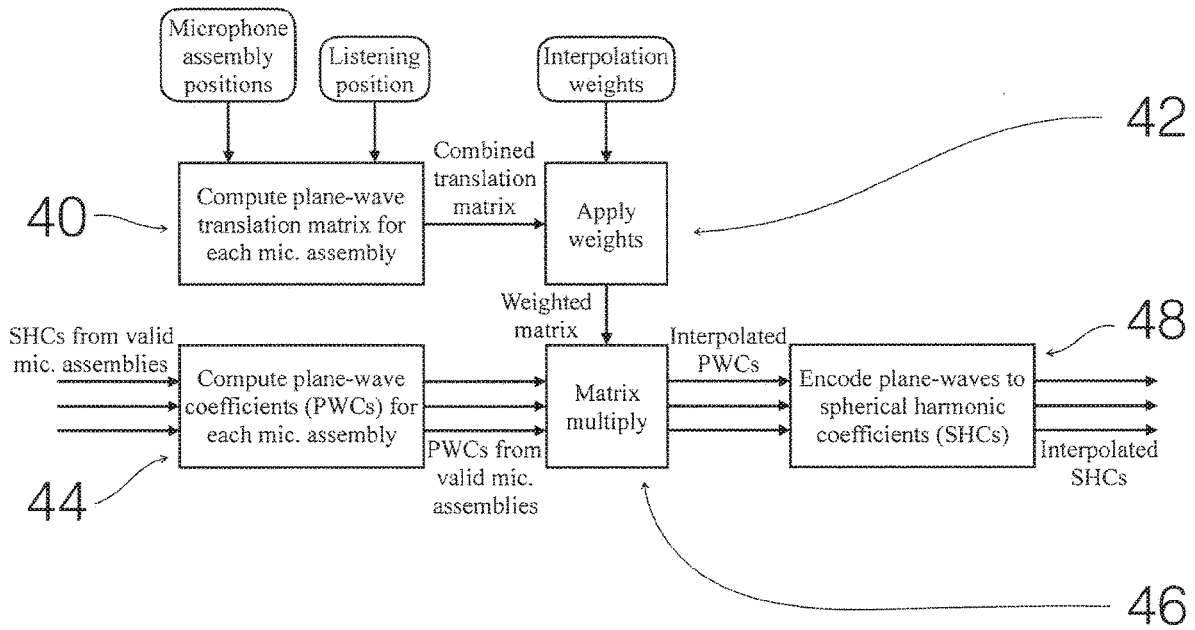 Microphone
assembly
positions
Listening
position
Interpolation
weights
42
Combined
translation
matrix
40
Compute plane-wave
translation matrix for
each mic. assembly
Apply
weights
Weighted
matrix
48
SHCs from valid
mic. assemblies
Interpolated
PWCs
Compute plane-wave
coefficients (PWCs) for
each mic. assembly
Matrix
multiply
Encode plane-waves to
spherical harmonic
coefficients (SHCs)
44
PWCs from
valid mic.
assemblies
Interpolated
SHCs
46